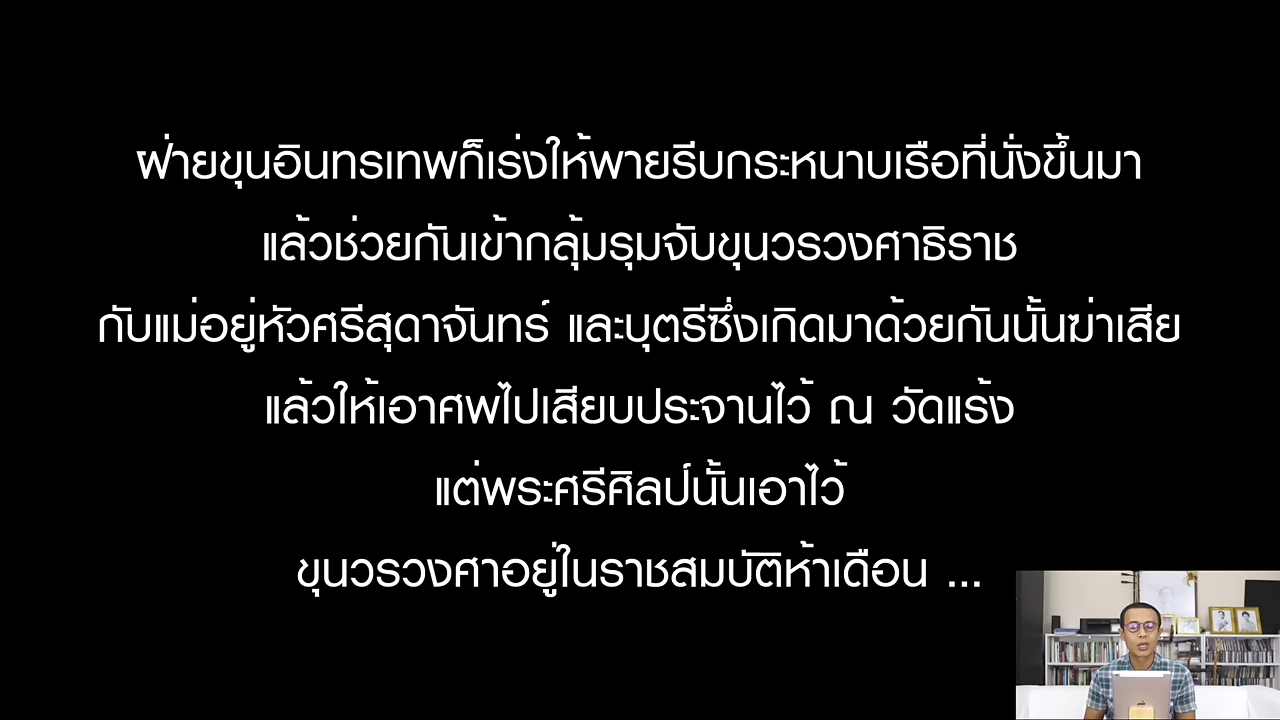 ฝ่ายขุนอินทรเทพก็เร่งให้พายรีบกระหนาบเรือที่นั่งขึ้นมา
แล้วช่วยกันเข้ากลุ้มรุมจับขุนวรวงศาธิราช
กับแม่อยู่หัวศรีสุดาจันทร์ และบุตรีซึ่งเกิดมาด้วยกันนั้นฆ่าเสีย
แล้วให้เอาศพไปเสียบประจานไว้ ณ วัดแร้ง
แต่พระศรีศิลป์นั้นเอาไว้
ขุนวรวงศาอยู่ในราชสมบัติห้าเดือน ...